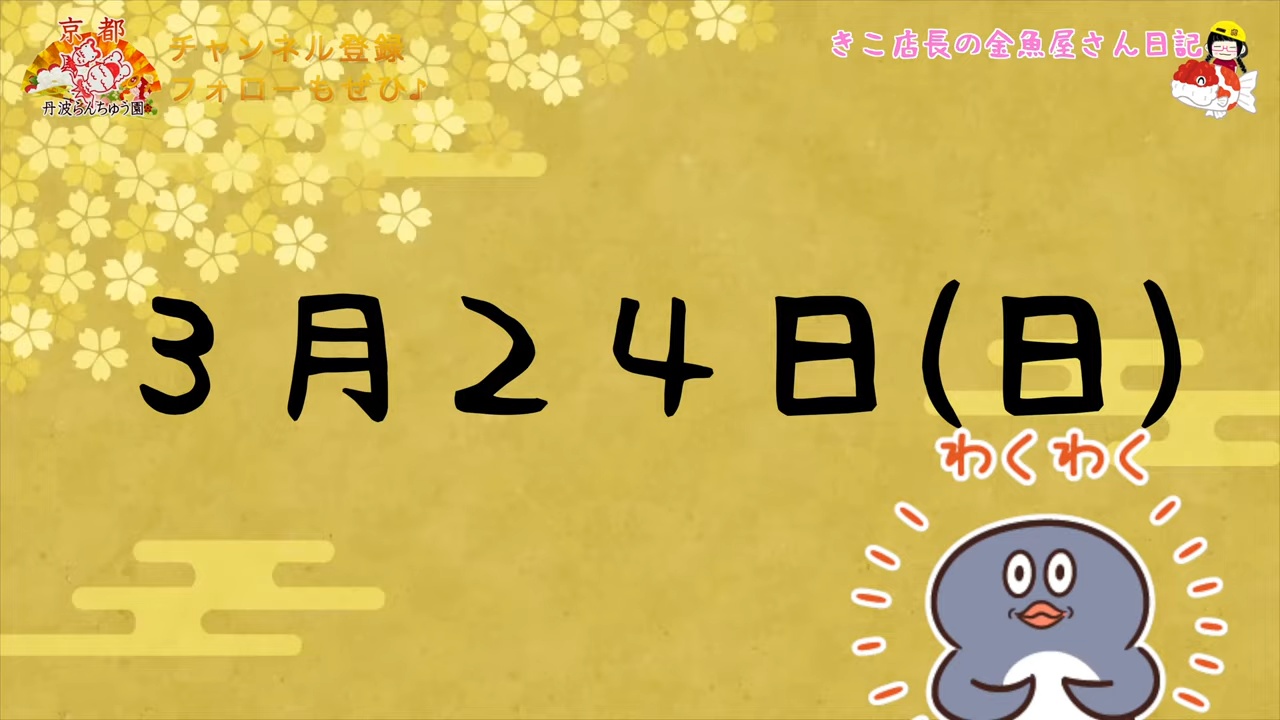 京都
丹波らんちゅう園
チャンネル登録
フォローもぜひ♪
きこ店長の金魚屋さん日記
3月24日(日)
わくわく